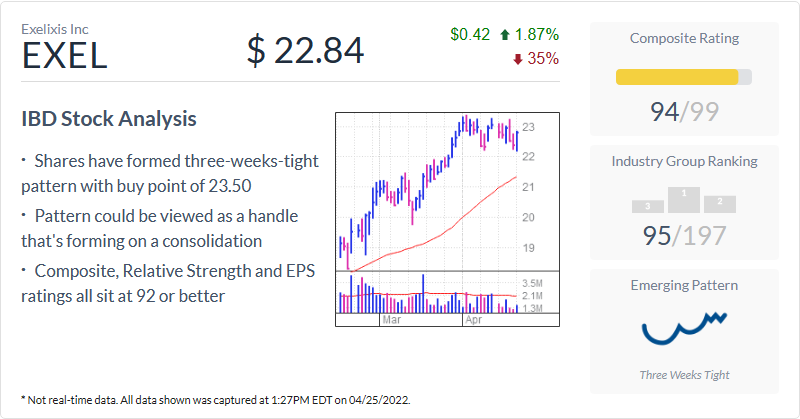 Exelixis Inc
EXEL
$ 22.84
$0.42 1.87%
35%
IBD Stock Analysis
· Shares have formed three-weeks-tight
pattern with buy point of 23.50
· Pattern could be viewed as a handle
that's forming on a consolidation
· Composite, Relative Strength and EPS
ratings all sit at 92 or better
23
22
21
20
19
3.5M
2.1M
1.3M
Mar
Apr
Composite Rating
94/99
Industry Group Ranking
3 1 2
95/197
Emerging Pattern
Three Weeks Tight
* Not real-time data. All data shown was captured at 1:27PM EDT on 04/25/2022.